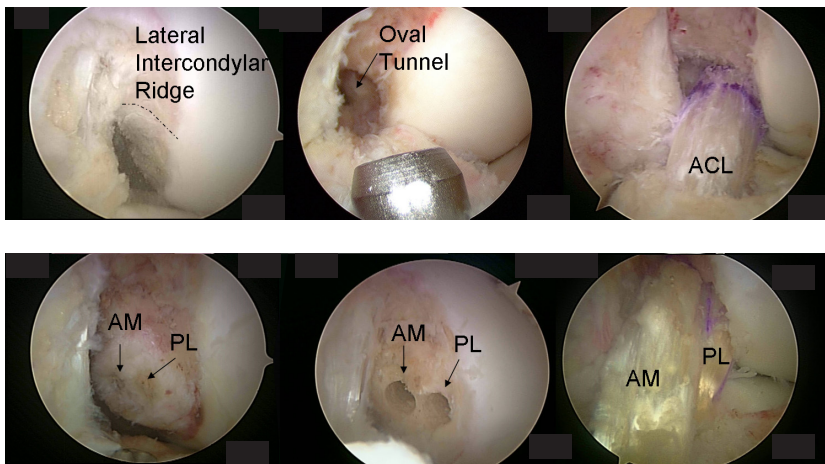 Lateral
Intercondylar
Ridge
Oval
Tunnel
ACL
AM
PL
AM
PL
AM
PL